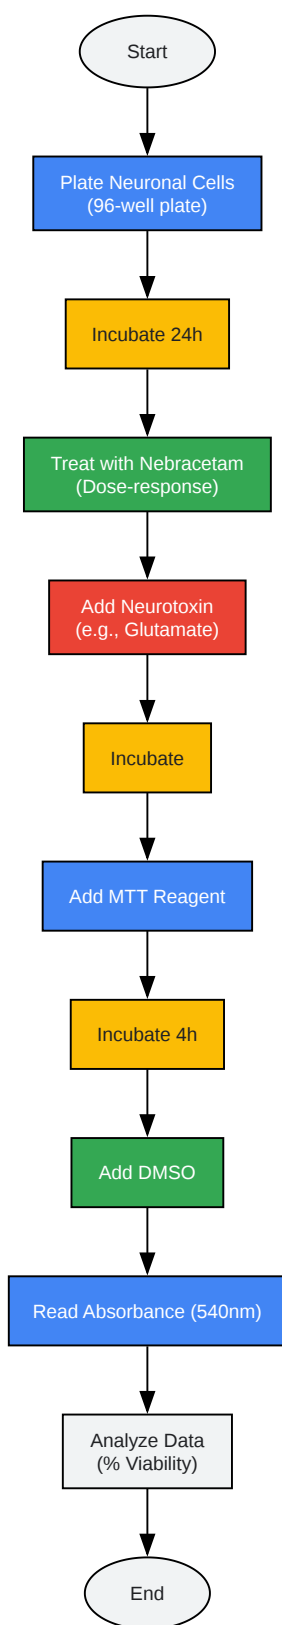 Start
Plate Neuronal Cells
(96-well plate)
Incubate 24h
Treat with Nebracetam
(Dose-response)
Add Neurotoxin
(e.g., Glutamate)
Incubate
Add MTT Reagent
Incubate 4h
Add DMSO
Read Absorbance (540nm)
Analyze Data
(% Viability)
End